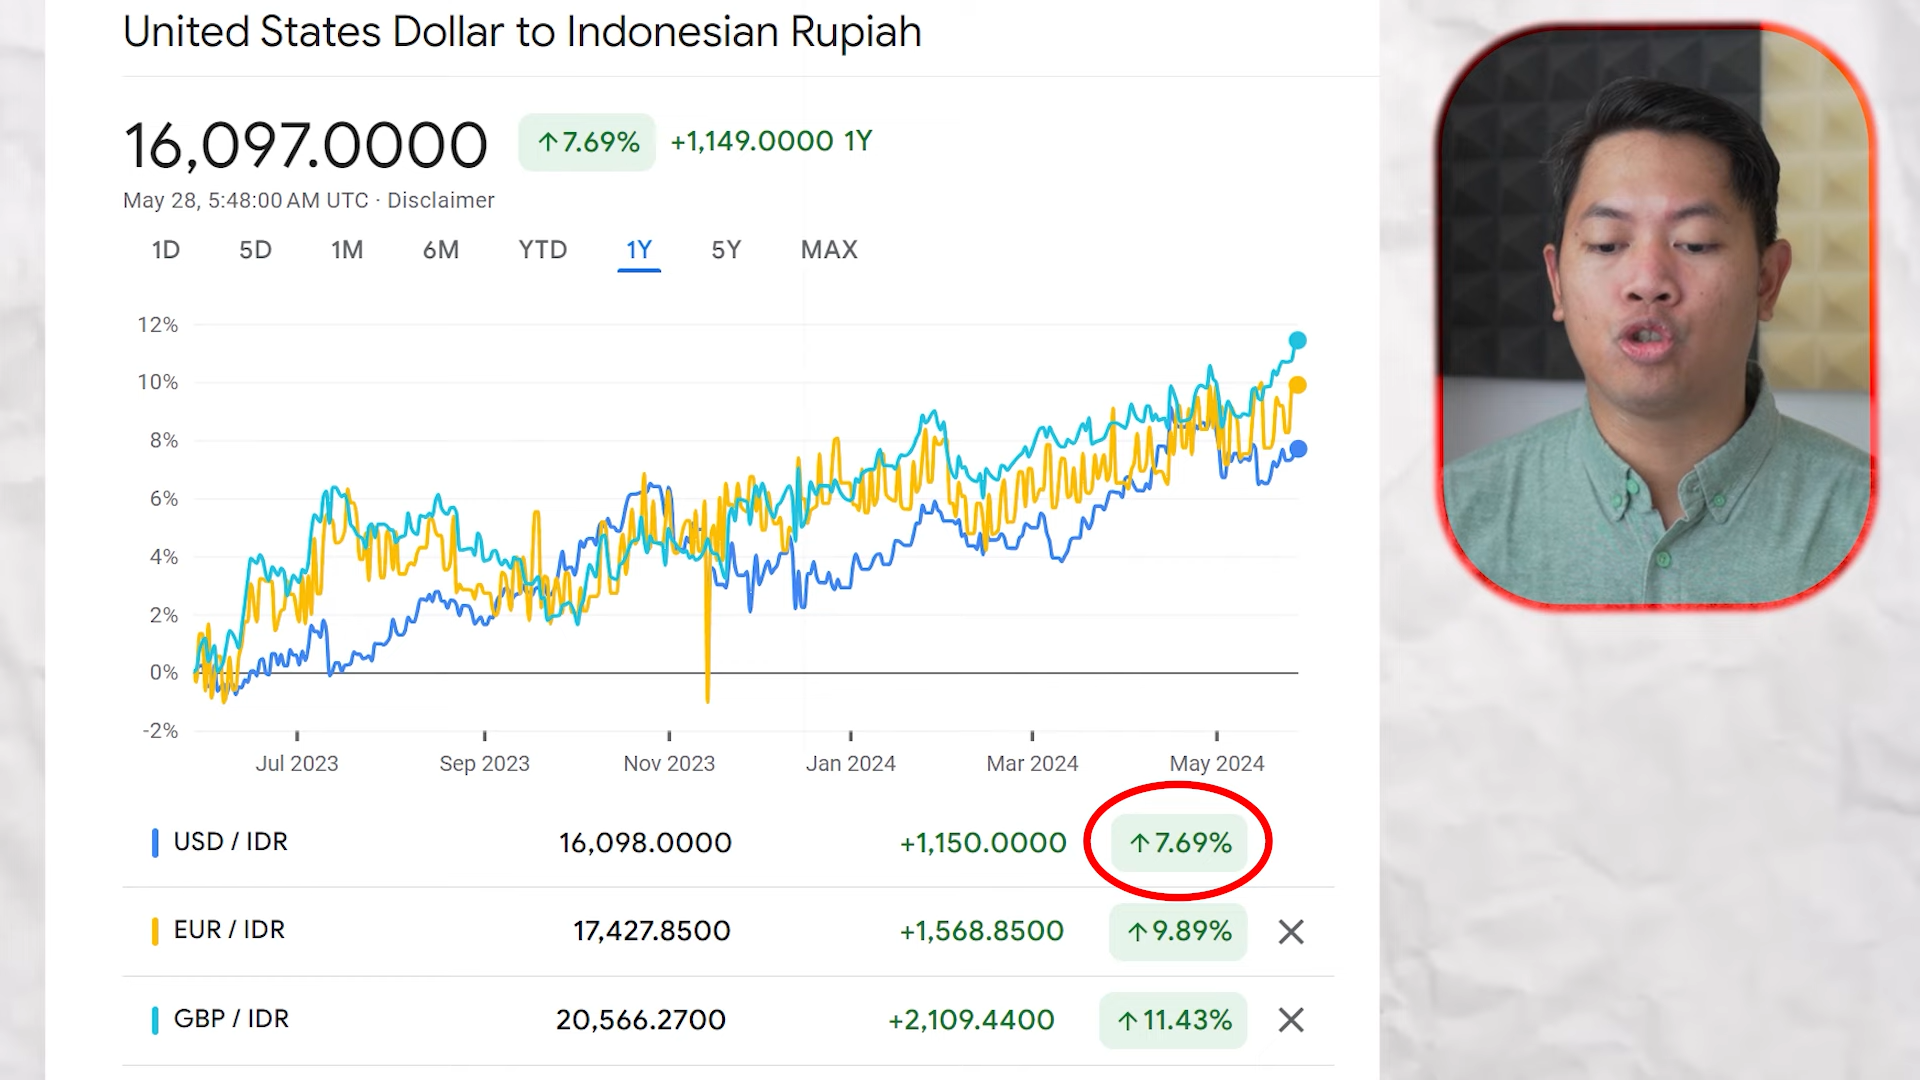 United States Dollar to Indonesian Rupiah
16,097.0000 ↑7.69% +1,149.0000 1Y
May 28, 5:48:00 AM UTC · Disclaimer
1D 5D 1M 6M YTD 1Y 5Y MAX
12%
10%
8%
6%
4%
2%
0%
-2%
Jul 2023 Sep 2023 Nov 2023 Jan 2024 Mar 2024 May 2024
USD / IDR 16,098.0000 +1,150.0000 ↑7.69%
EUR / IDR 17,427.8500 +1,568.8500 ↑9.89%
GBP / IDR 20,566.2700 +2,109.4400 ↑11.43%